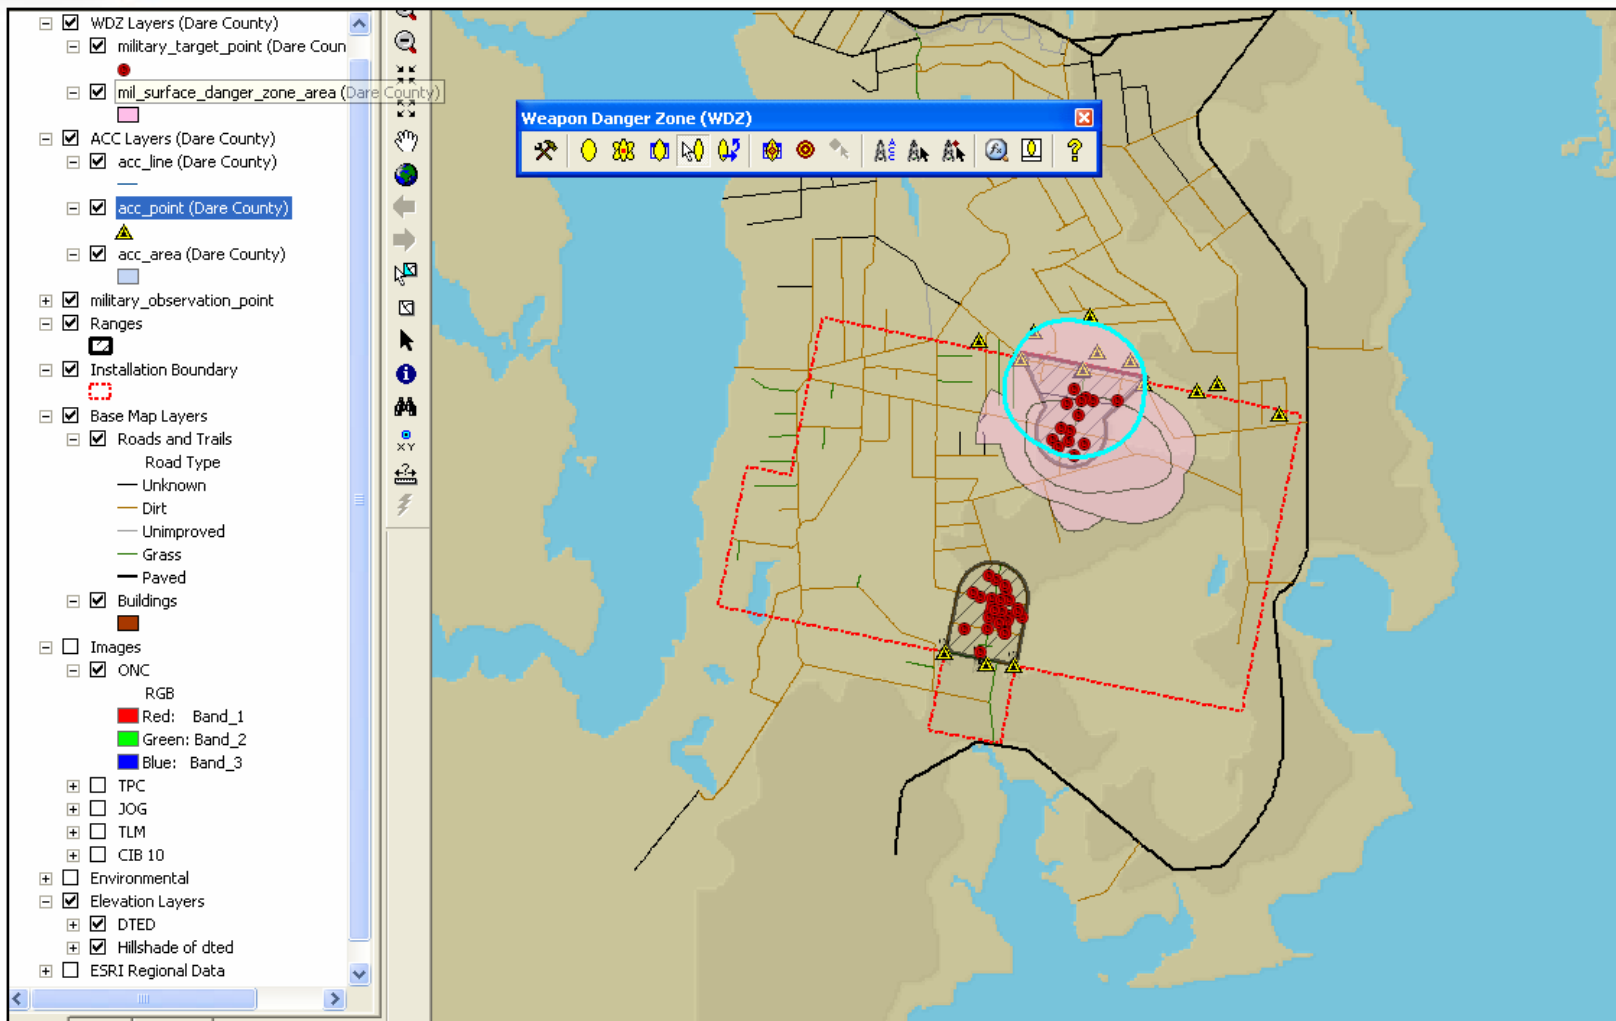 WDZ Layers (Dare County)
military_target_point (Dare Coun
mil_surface_danger_zone_area (Dare County)
ACC Layers (Dare County)
acc_line (Dare County)
acc_point (Dare County)
acc_area (Dare County)
military_observation_point
Ranges
Installation Boundary
Base Map Layers
Roads and Trails
Road Type
Unknown
Dirt
Unimproved
Grass
Paved
Buildings
Images
ONC
RGB
Red: Band_1
Green: Band_2
Blue: Band_3
TPC
JOG
TLM
CIB 10
Environmental
Elevation Layers
DTED
Hillshade of dted
ESRI Regional Data
XY
Weapon Danger Zone (WDZ)